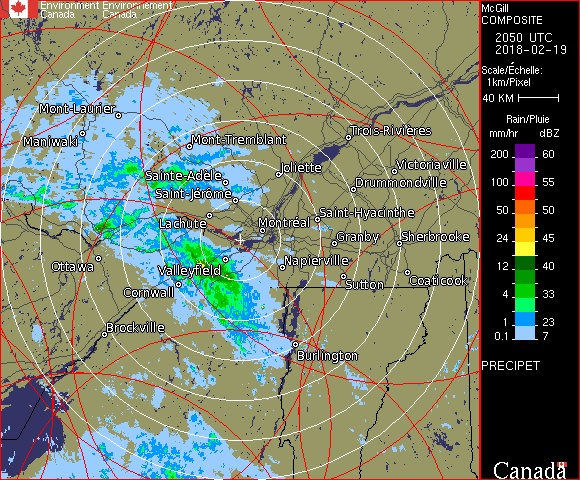 Environment Environnement
Canada Canada
McGill
COMPOSITE
2050 UTC
2018-02-19
Scale/Échelle:
1km/Pixel
40 KM
Rain/Pluie
mm/hr dBZ
200 60
100 55
50 50
24 45
12 40
4 33
1 23
0.1 7
PRECIPET
Canada
Mont-Laurier
Maniwaki
Mont-Tremblant
Trois-Rivières
Sainte-Adèle
Joliette
Victoriaville
Saint-Jérôme
Drummondville
Lachute
Montréal
Saint-Hyacinthe
Granby
Sherbrooke
Ottawa
Valleyfield
Napierville
Cornwall
Sutton
Coaticook
Brockville
Burlington